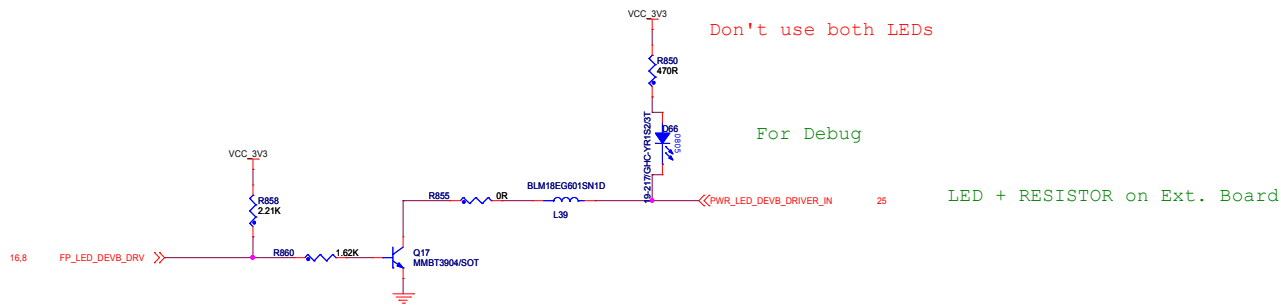 VCC_3V3
Don't use both LEDs
R850
470R
19-217/GHC-YR1S2/3T
D66
0805
For Debug
VCC_3V3
R858
2.21K
R855
0R
BLM18EG601SN1D
L39
PWR_LED_DEVB_DRIVER_IN
25
LED + RESISTOR on Ext. Board
16,8
FP_LED_DEVB_DRV
R860
1.62K
Q17
MMBT3904/SOT